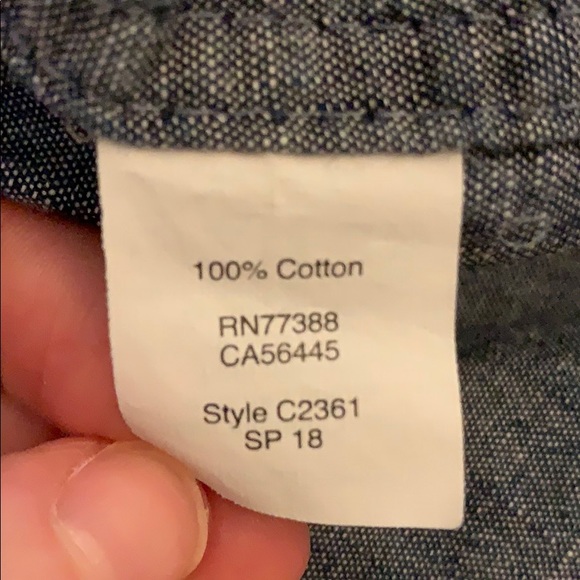 100% Cotton
RN77388
CA56445
Style C2361
SP 18